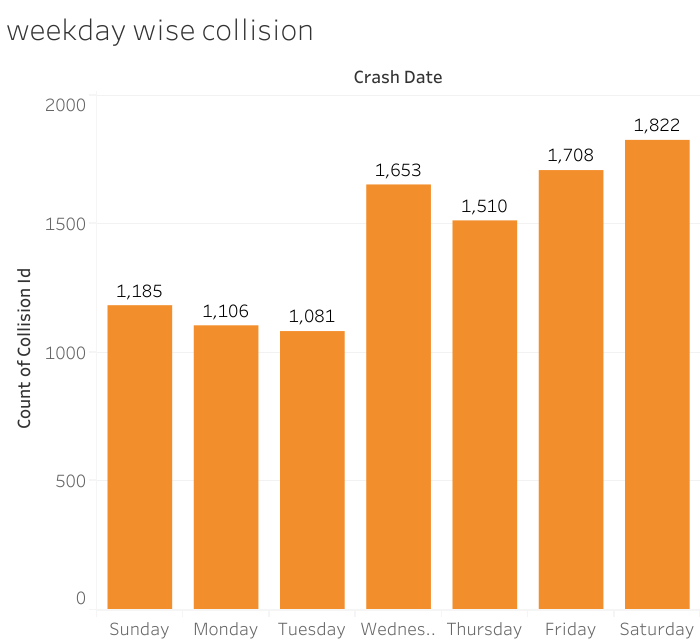 weekday wise collision
Crash Date
2000
1500
1000
500
0
Count of Collision Id
1,185
1,106
1,081
1,653
1,510
1,708
1,822
Sunday
Monday
Tuesday
Wednes..
Thursday
Friday
Saturday